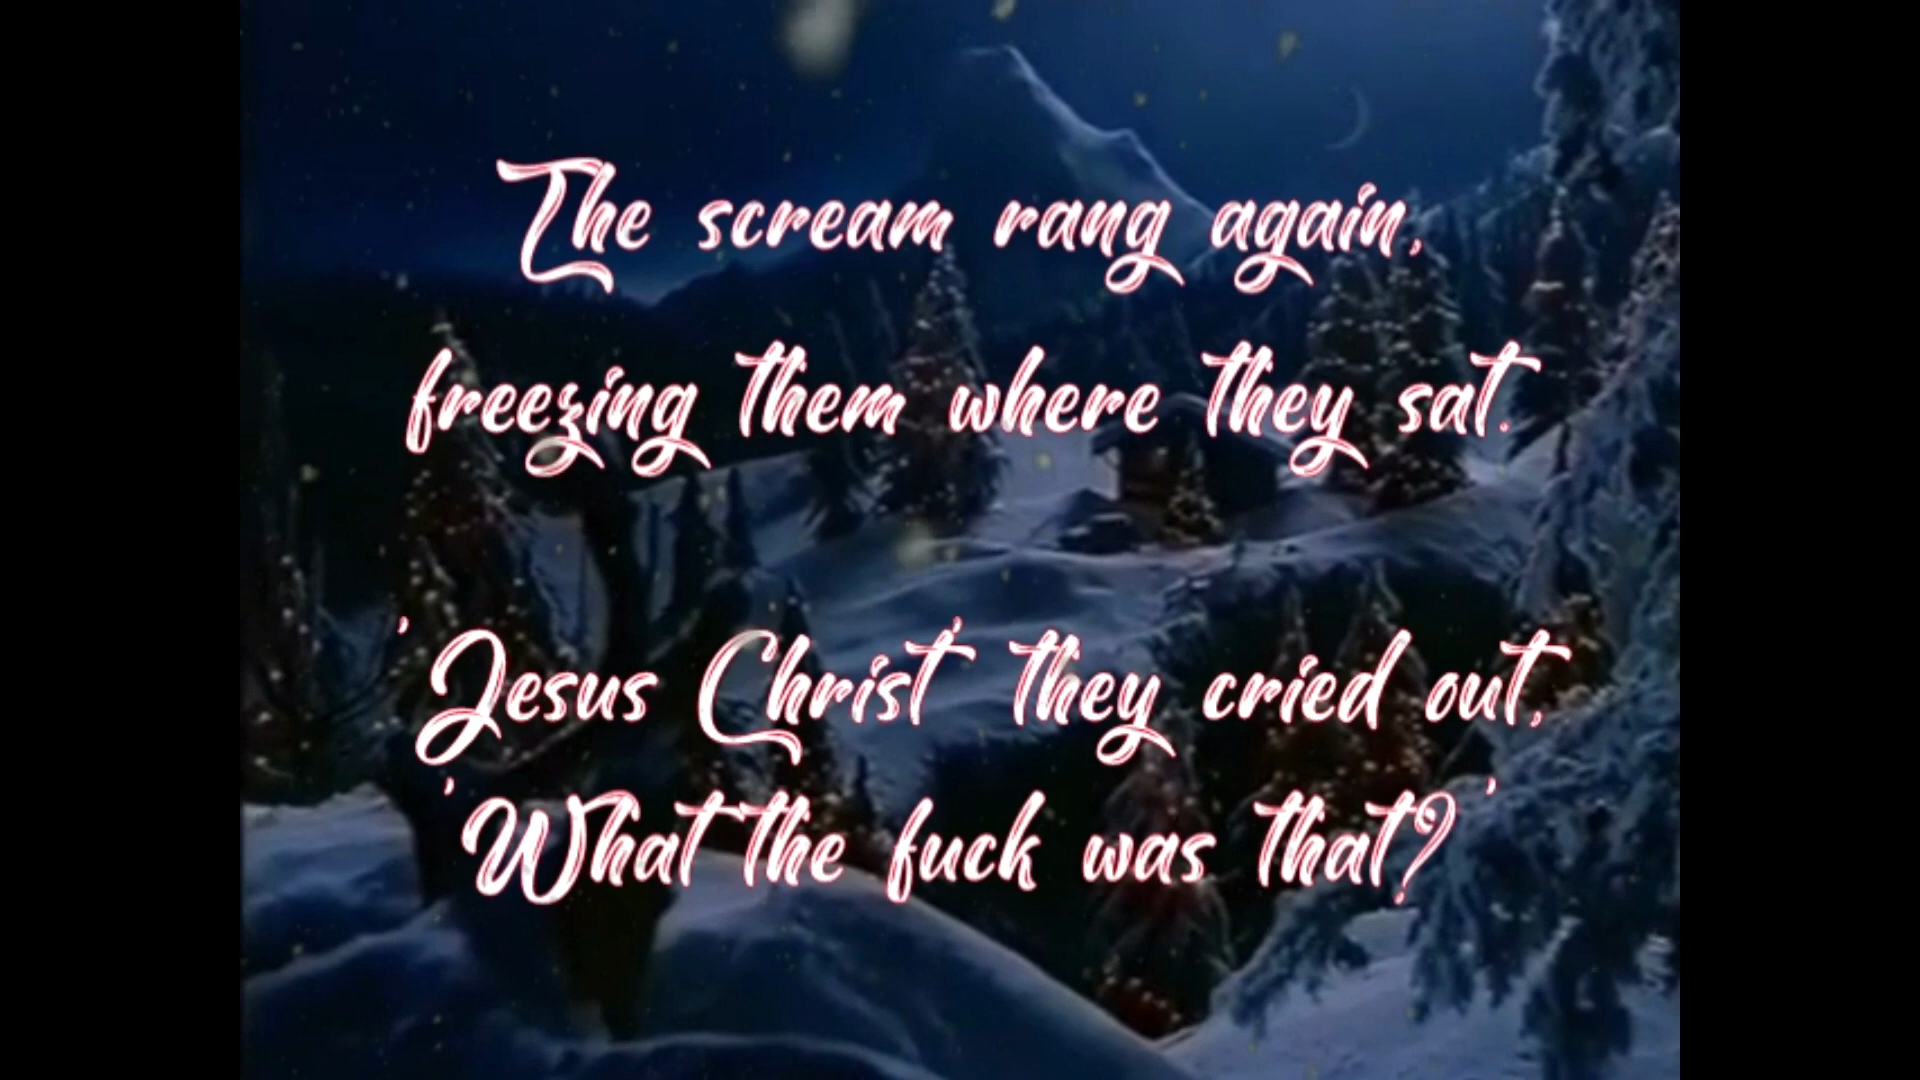 The scream rang again,
freezing them where they sat.
'Jesus Christ' they cried out,
'What the fuck was that?'